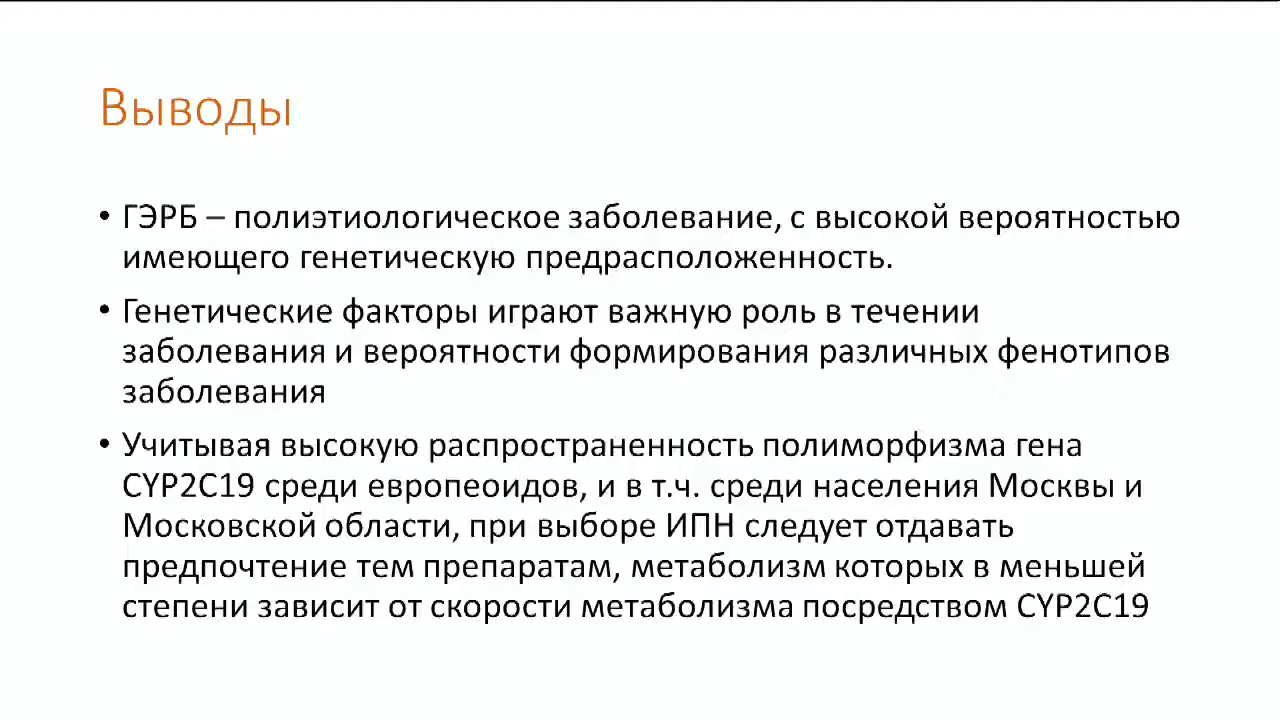 Выводы
• ГЭРБ – полиэтиологическое заболевание, с высокой вероятностью
имеющего генетическую предрасположенность.
• Генетические факторы играют важную роль в течении
заболевания и вероятности формирования различных фенотипов
заболевания
• Учитывая высокую распространенность полиморфизма гена
CYP2C19 среди европеоидов, и в т.ч. среди населения Москвы и
Московской области, при выборе ИПН следует отдавать
предпочтение тем препаратам, метаболизм которых в меньшей
степени зависит от скорости метаболизма посредством CYP2C19